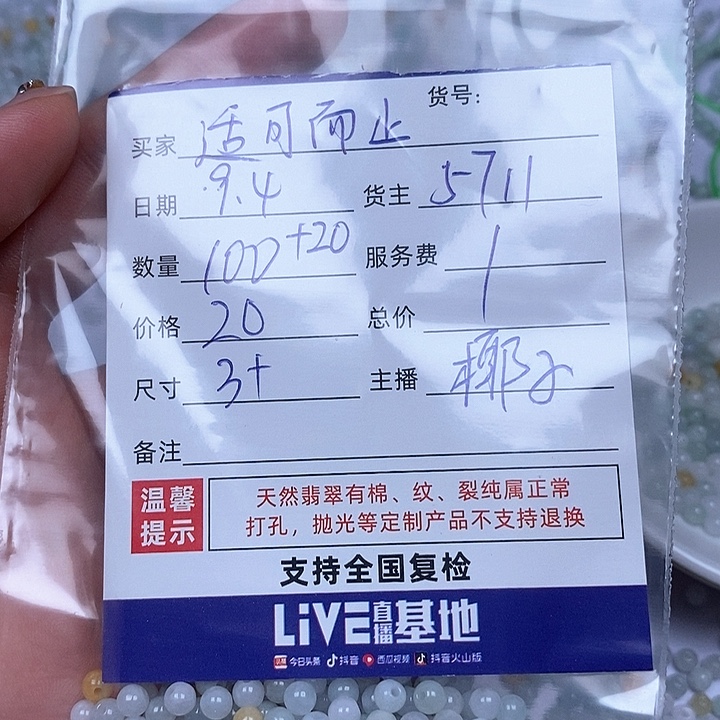 货号:
买家 适可而止
日期 9.4 货主 5711
数量 100+20 服务费
价格 20 总价
尺寸 3+ 主播 椰子
备注
温馨提示
天然翡翠有棉、纹、裂纯属正常
打孔，抛光等定制产品不支持退换
支持全国复检
LiVE直播基地
头条 今日头条 抖音 西瓜视频 抖音火山版